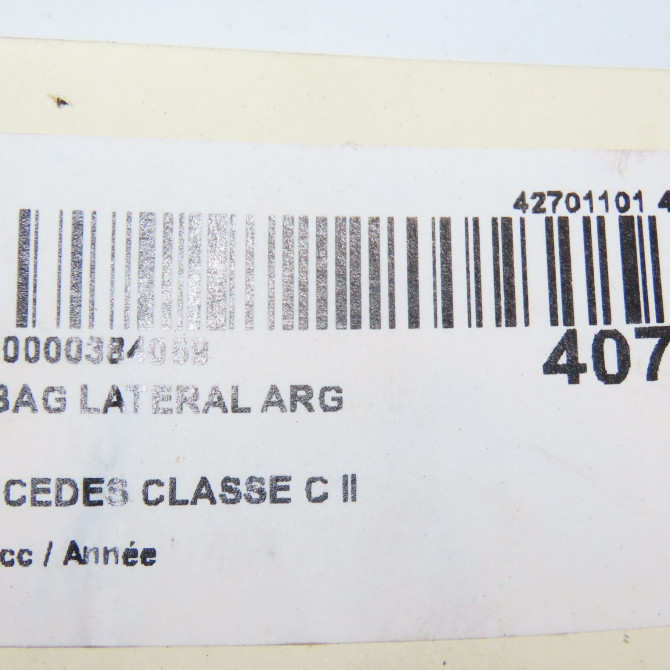 42701101 4
0000384069
407
BAG LATERAL ARG
CEDES CLASSE C II
cc / Année